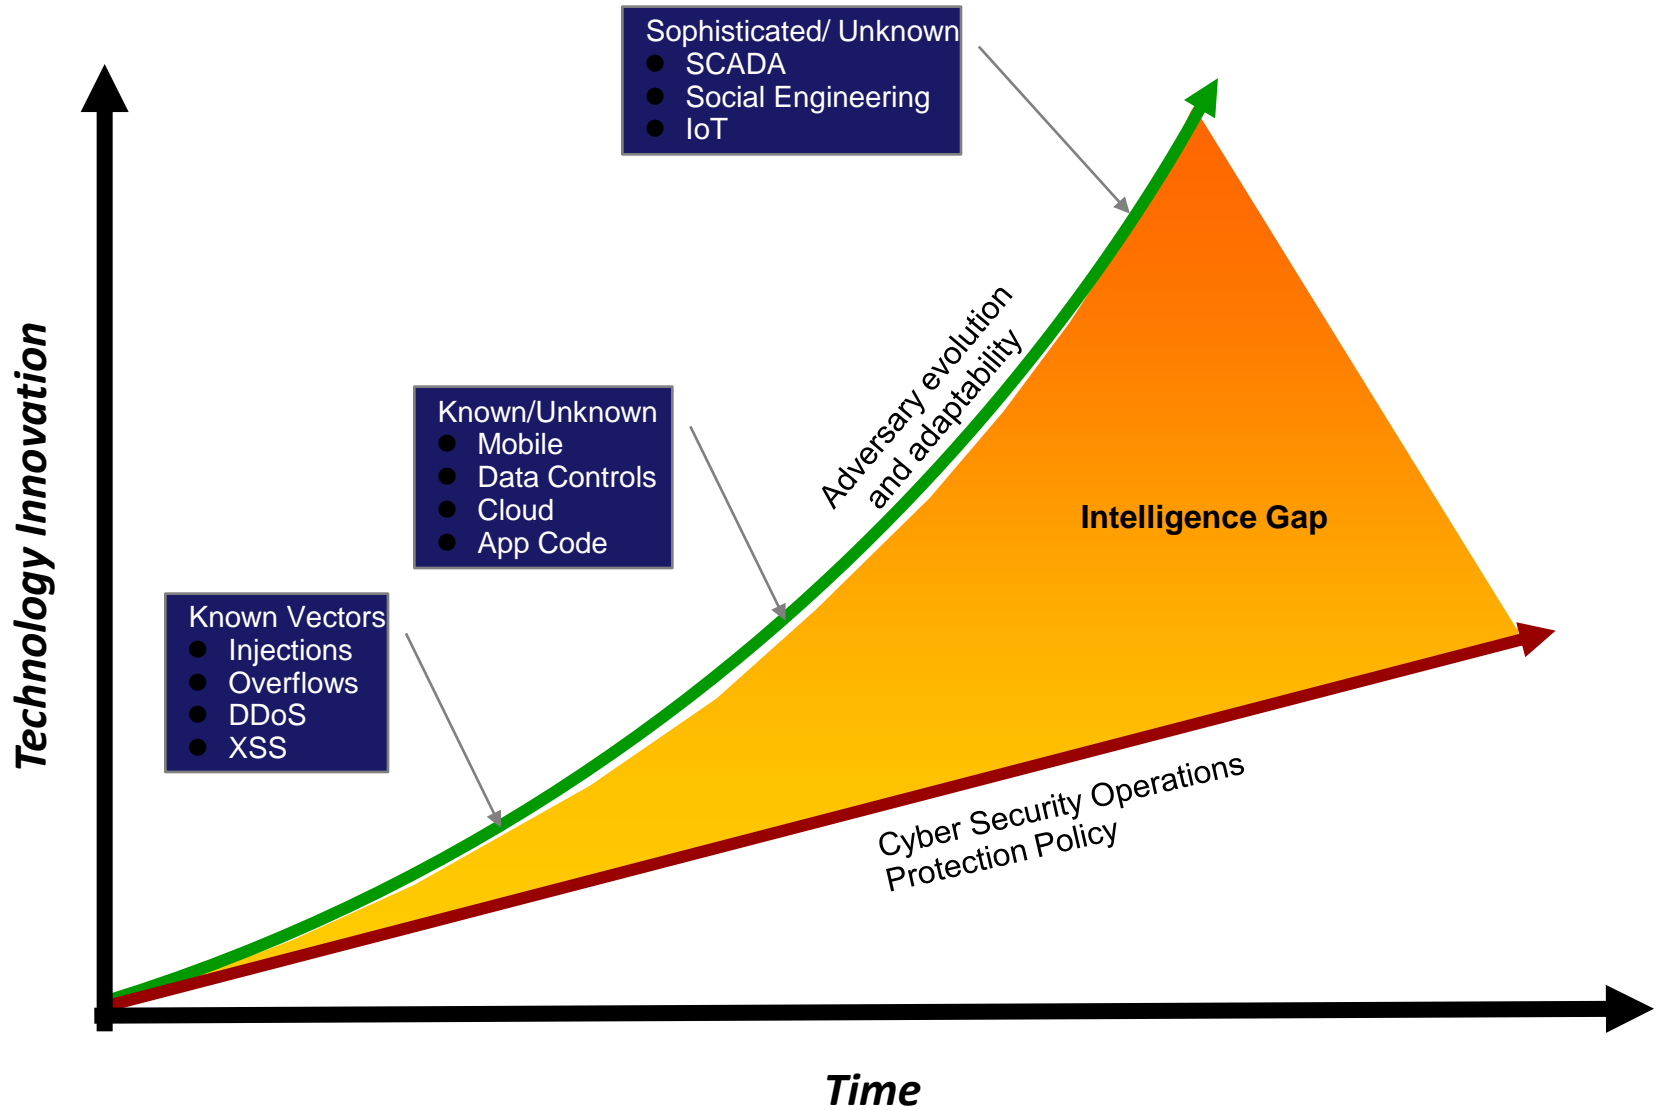 Sophisticated/ Unknown
● SCADA
● Social Engineering
● IoT
Known/Unknown
● Mobile
● Data Controls
● Cloud
● App Code
Known Vectors
● Injections
● Overflows
● DDoS
● XSS
Technology Innovation
Adversary evolution
and adaptability
Intelligence Gap
Cyber Security Operations
Protection Policy
Time